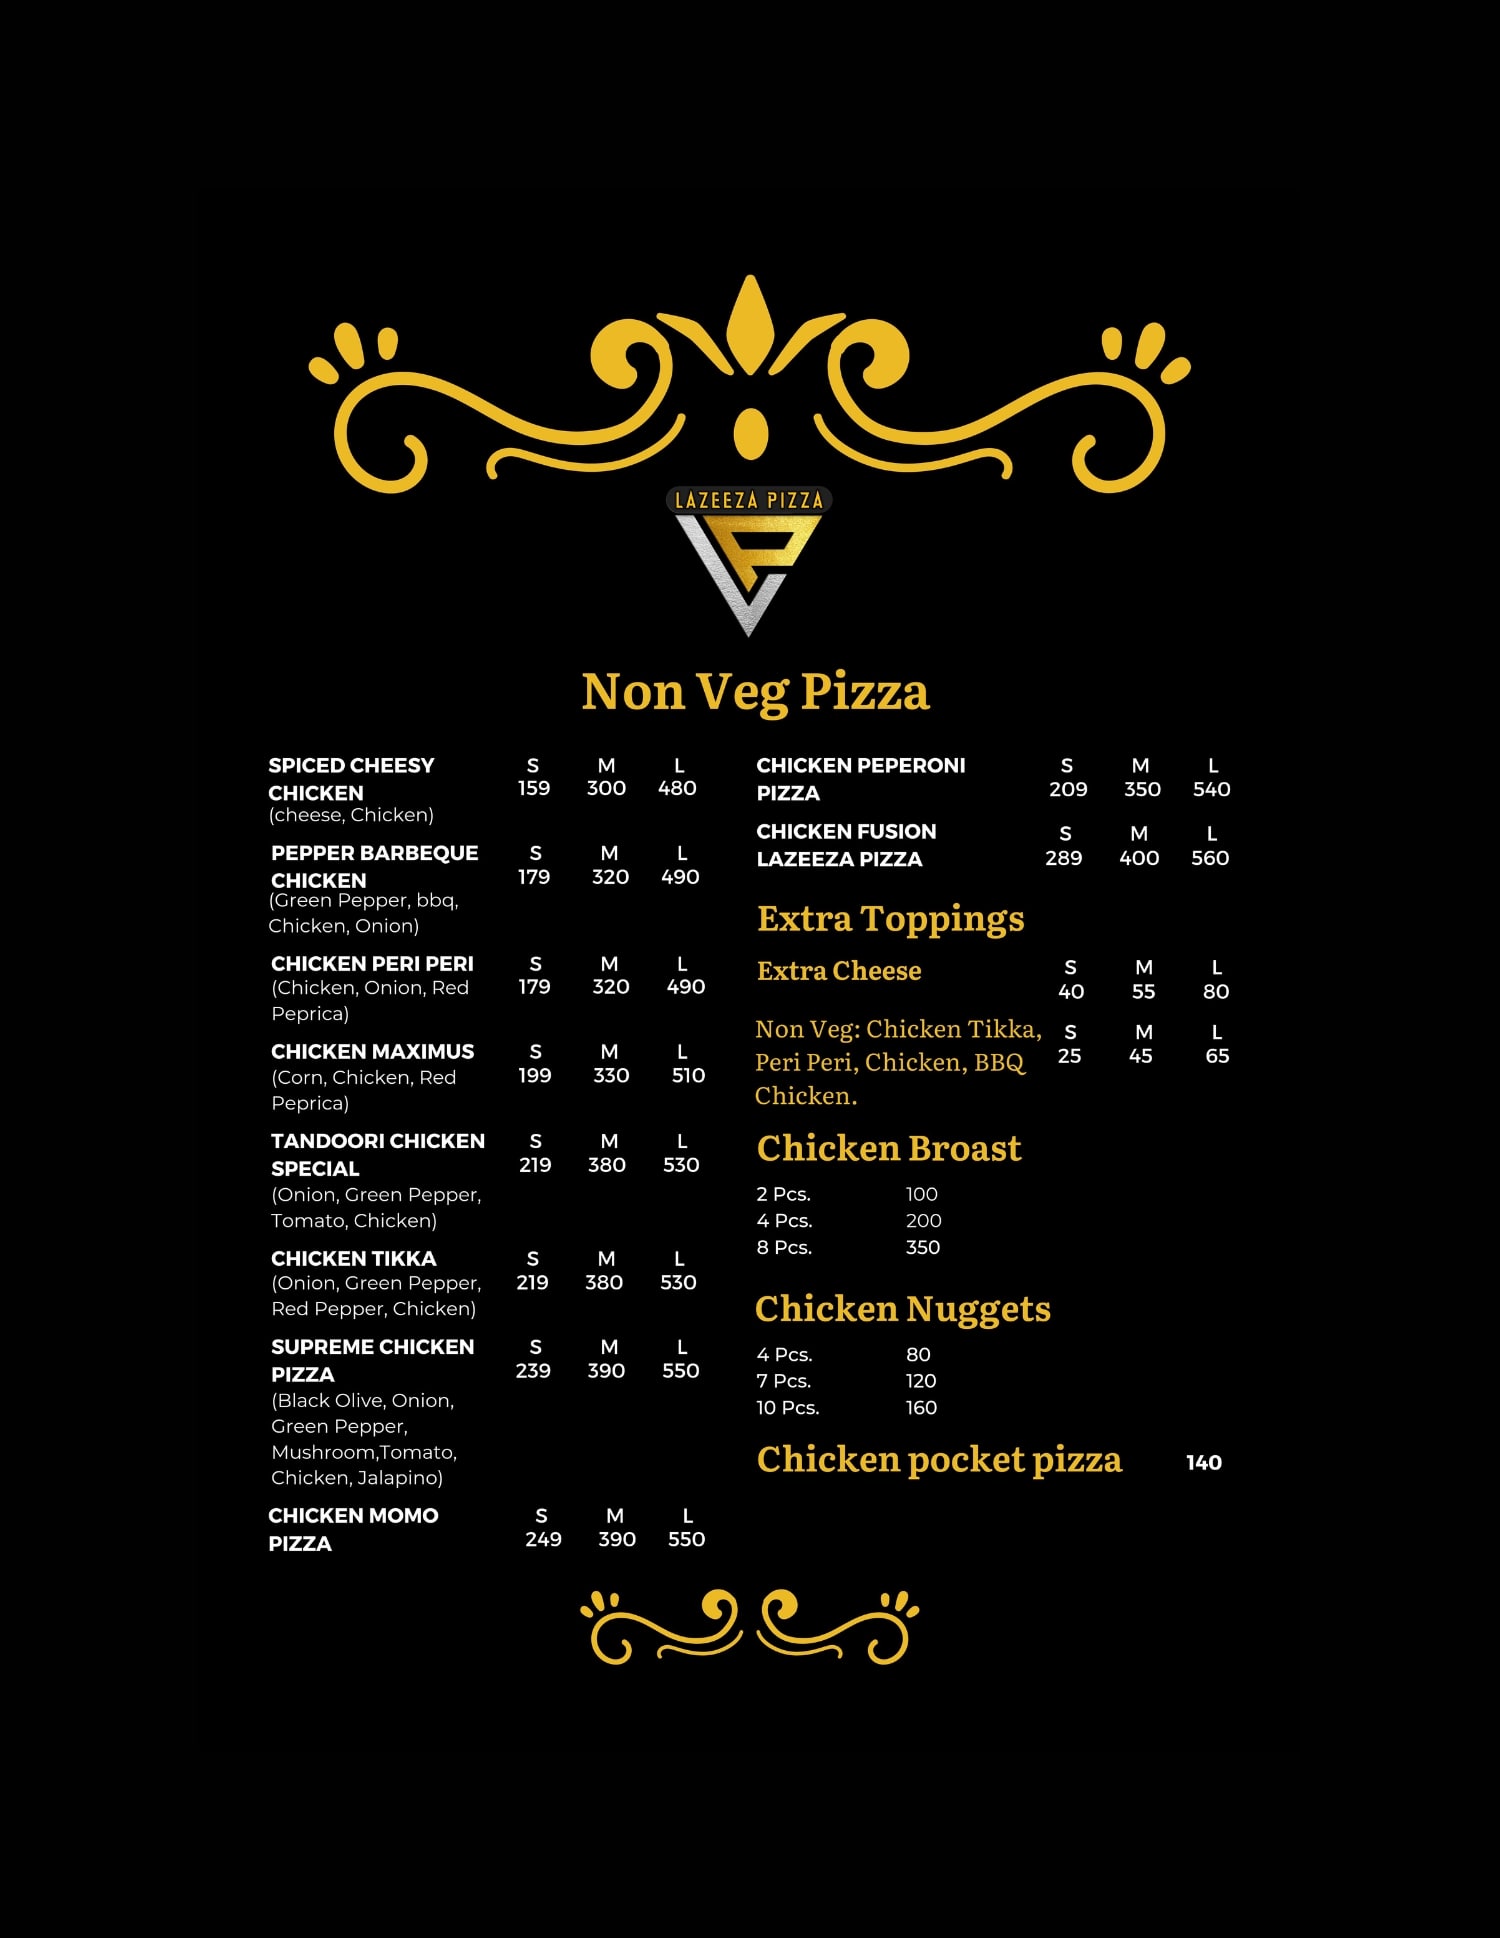 LAZEEZA PIZZA
Non Veg Pizza
SPICED CHEESY S M L
CHICKEN 159 300 480
(cheese, Chicken)
PEPPER BARBEQUE S M L
CHICKEN 179 320 490
(Green Pepper, bbq,
Chicken, Onion)
CHICKEN PERI PERI S M L
(Chicken, Onion, Red 179 320 490
Peprica)
CHICKEN MAXIMUS S M L
(Corn, Chicken, Red 199 330 510
Peprica)
TANDOORI CHICKEN S M L
SPECIAL 219 380 530
(Onion, Green Pepper,
Tomato, Chicken)
CHICKEN TIKKA S M L
(Onion, Green Pepper, 219 380 530
Red Pepper, Chicken)
SUPREME CHICKEN S M L
PIZZA 239 390 550
(Black Olive, Onion,
Green Pepper,
Mushroom,Tomato,
Chicken, Jalapino)
CHICKEN MOMO S M L
PIZZA 249 390 550
CHICKEN PEPERONI S M L
PIZZA 209 350 540
CHICKEN FUSION S M L
LAZEEZA PIZZA 289 400 560
Extra Toppings
Extra Cheese S M L
40 55 80
Non Veg: Chicken Tikka, S M L
Peri Peri, Chicken, BBQ 25 45 65
Chicken.
Chicken Broast
2 Pcs. 100
4 Pcs. 200
8 Pcs. 350
Chicken Nuggets
4 Pcs. 80
7 Pcs. 120
10 Pcs. 160
Chicken pocket pizza 140